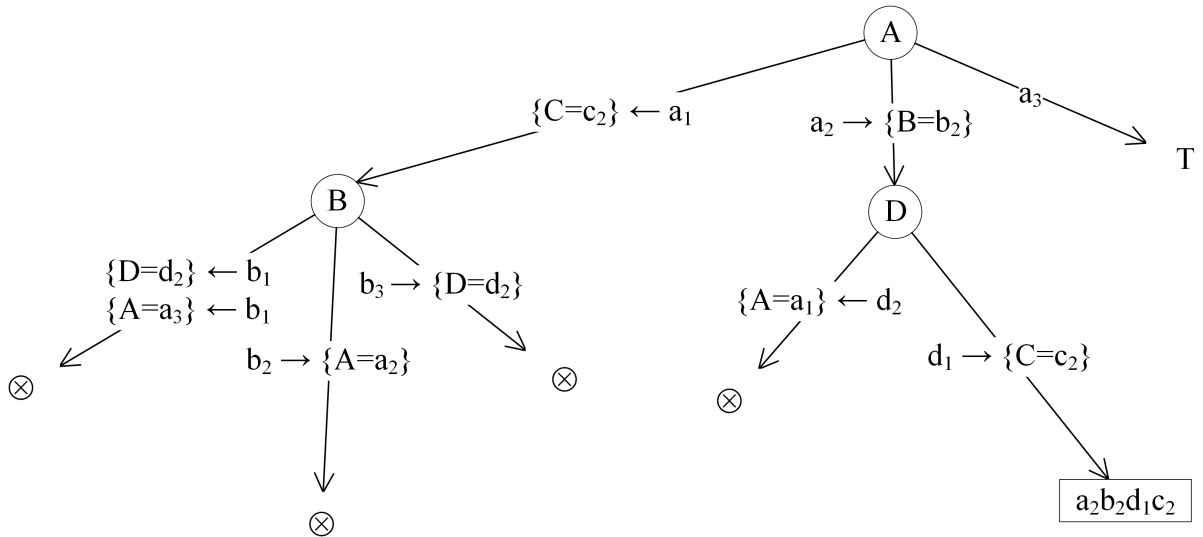 A
a₃
{C=c₂} ← a₁
a₂ → {B=b₂}
T
B
D
{D=d₂} ← b₁
b₃ → {D=d₂}
{A=a₃} ← b₁
{A=a₁} ← d₂
b₂ → {A=a₂}
d₁ → {C=c₂}
⊗
⊗
⊗
⊗
a₂b₂d₁c₂